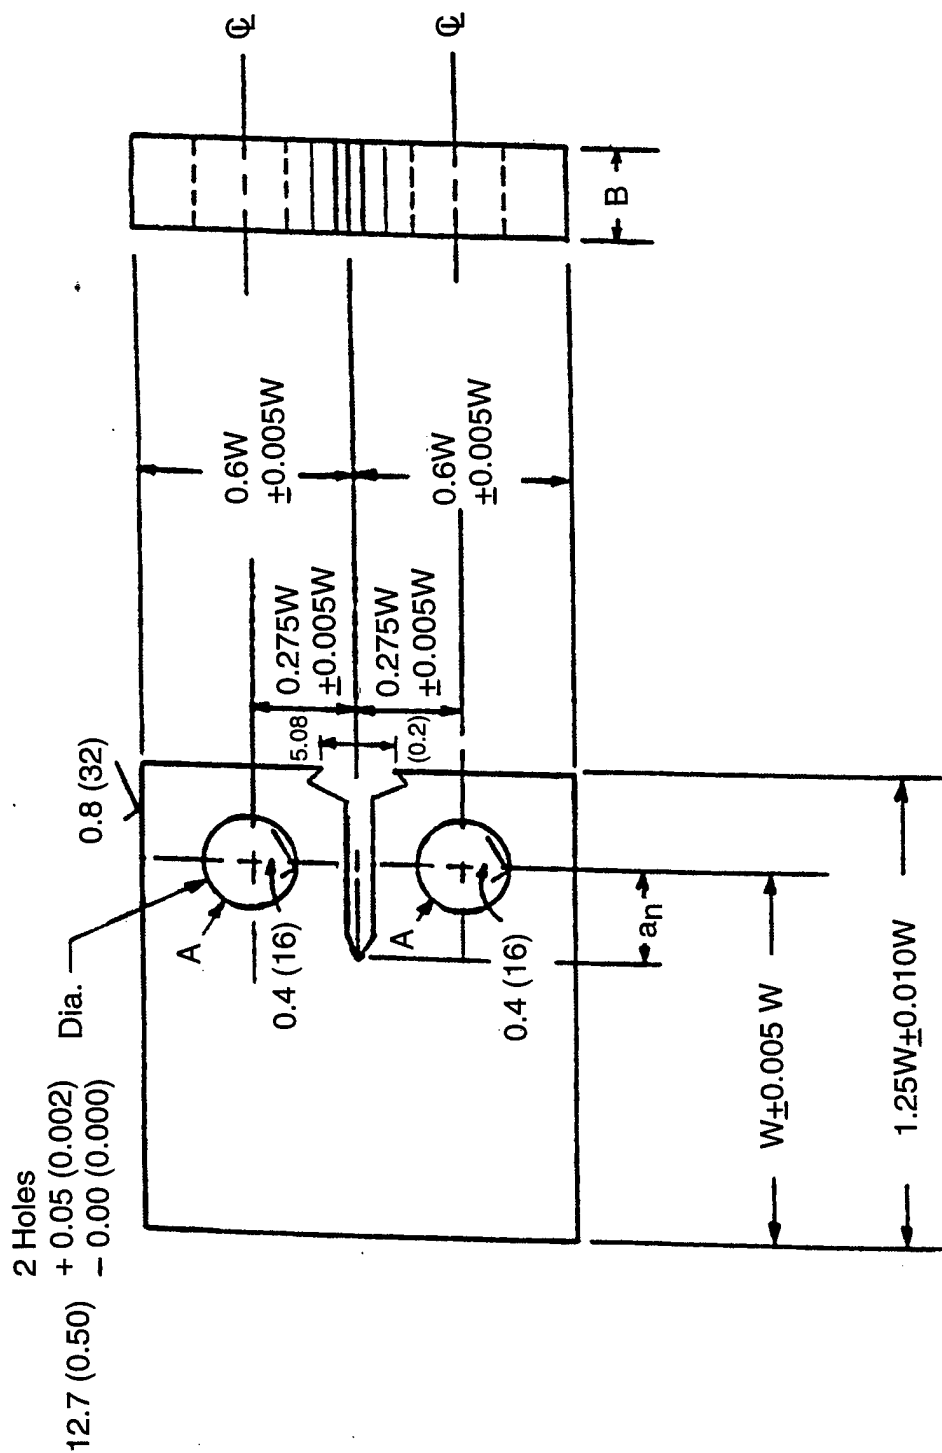 2 Holes
12.7 (0.50) + 0.05 (0.002) Dia.
– 0.00 (0.000)
0.8 (32)
A
0.4 (16)
A
0.4 (16)
5.08
(0.2)
0.275W
±0.005W
0.275W
±0.005W
0.6W
±0.005W
0.6W
±0.005W
℄
℄
B
an
W±0.005 W
1.25W±0.010W